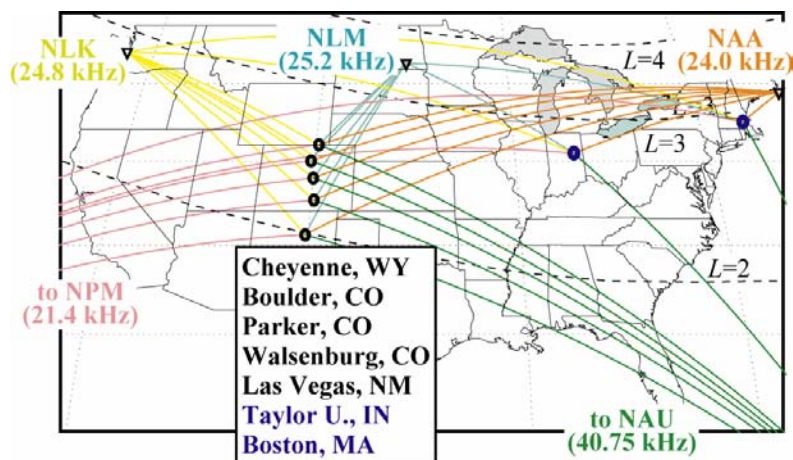 NLK
(24.8 kHz)
NLM
(25.2 kHz)
NAA
(24.0 kHz)
L=4
L=3
L=2
to NPM
(21.4 kHz)
Cheyenne, WY
Boulder, CO
Parker, CO
Walsenburg, CO
Las Vegas, NM
Taylor U., IN
Boston, MA
to NAU
(40.75 kHz)